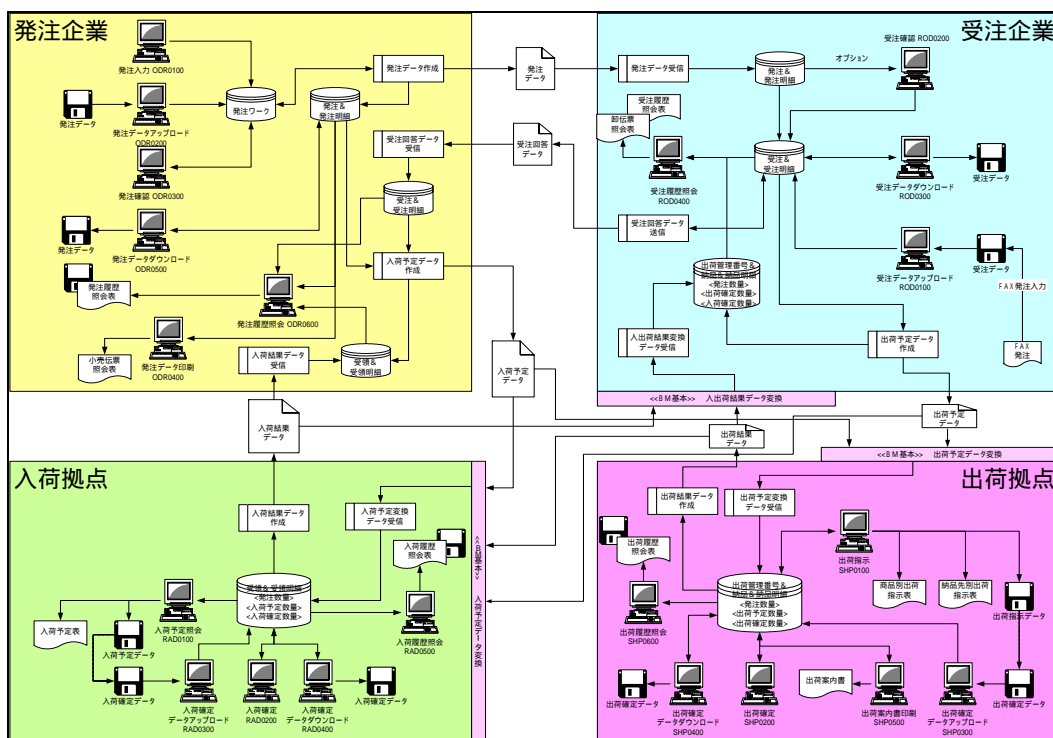 発注企業
発注入力 ODR0100
発注データ
発注データアップロード
ODR0200
発注ワーク
発注確認 ODR0300
発注データ
発注データダウンロード
ODR0500
発注履歴
照会表
発注履歴照会 ODR0600
小売伝票
照会表
発注データ印刷
ODR0400
発注データ作成
発注&
発注明細
受注回答データ
受信
受注&
受注明細
入荷予定データ
作成
入荷結果データ
受信
受領&
受領明細
発注
データ
受注回答
データ
入荷予定
データ
入荷結果
データ
受注企業
発注データ受信
発注&
発注明細
オプション
受注確認 ROD0200
受注履歴
照会表
卸伝票
照会表
受注履歴照会
ROD0400
受注&
受注明細
受注データダウンロード
ROD0300
受注データ
受注回答データ
送信
出荷管理番号&
納品&納品明細
<発注数量>
<出荷確定数量>
<入荷確定数量>
受注データアップロード
ROD0100
受注データ
FAX発注入力
FAX
発注
入出荷結果変換
データ受信
出荷予定データ
作成
<<BM基本>> 入出荷結果データ変換
出荷予定
データ
出荷結果
データ
<<BM基本>> 出荷予定データ変換
入荷拠点
入荷結果データ
作成
入荷予定変換
データ受信
入荷履歴
照会表
<<BM基本>> 入荷予定データ変換
受領&受領明細
<発注数量>
<入荷予定数量>
<入荷確定数量>
入荷予定表
入荷予定照会
RAD0100
入荷予定データ
入荷履歴照会
RAD0500
入荷確定データ
入荷確定
データアップロード
RAD0300
入荷確定
RAD0200
入荷確定
データダウンロード
RAD0400
入荷確定データ
出荷拠点
出荷結果データ
作成
出荷予定変換
データ受信
出荷履歴
照会表
出荷履歴照会
SHP0600
出荷管理番号&
納品&納品明細
<発注数量>
<出荷予定数量>
<出荷確定数量>
出荷指示
SHP0100
商品別出荷
指示表
納品先別出荷
指示表
出荷指示データ
出荷確定データ
出荷確定
データダウンロード
SHP0400
出荷確定
SHP0200
出荷案内書
出荷案内書印刷
SHP0500
出荷確定
データアップロード
SHP0300
出荷確定データ